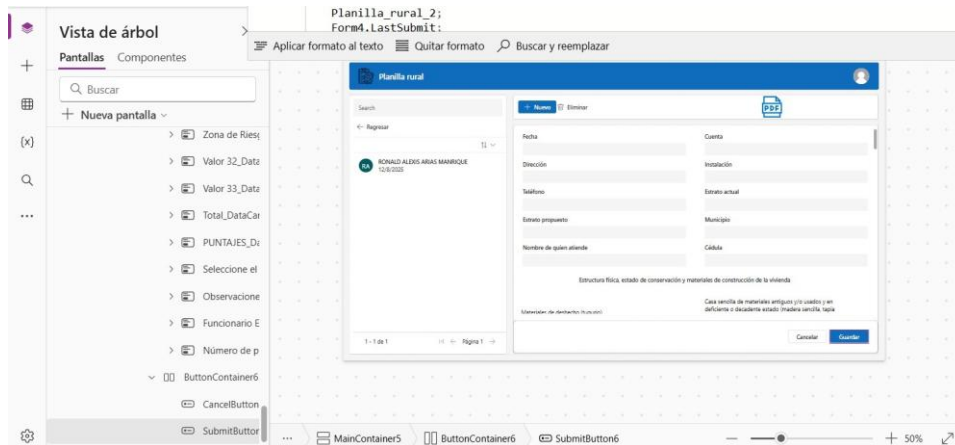 Planilla_rural_2;
Form4.LastSubmit;
Aplicar formato al texto Quitar formato Buscar y reemplazar
Vista de árbol
Pantallas Componentes
Buscar
Nueva pantalla
Zona de Riesg
Valor 32_Data
Valor 33_Data
Total_DataCar
PUNTAJES_Da
Seleccione el
Observacione
Funcionario E
Número de p
ButtonContainer6
CancelButton
SubmitButton
Planilla rural
Search
Regresar
RA RONALD ALEXIS ARIAS MANRIQUE
12/8/2025
1 - 1 de 1 Página 1
+ Nuevo Eliminar
PDF
Fecha Cuenta
Dirección Instalación
Teléfono Estrato actual
Estrato propuesto Municipio
Nombre de quien atiende Cédula
Estructura física, estado de conservación y materiales de construcción de la vivienda
Materiales de deshecho
Casa sencilla de materiales antiguos y/o usados y en
deficiente o decadente estado (madera sencilla, tapia
Cancelar Guardar
... MainContainer5 ButtonContainer6 SubmitButton6 50%